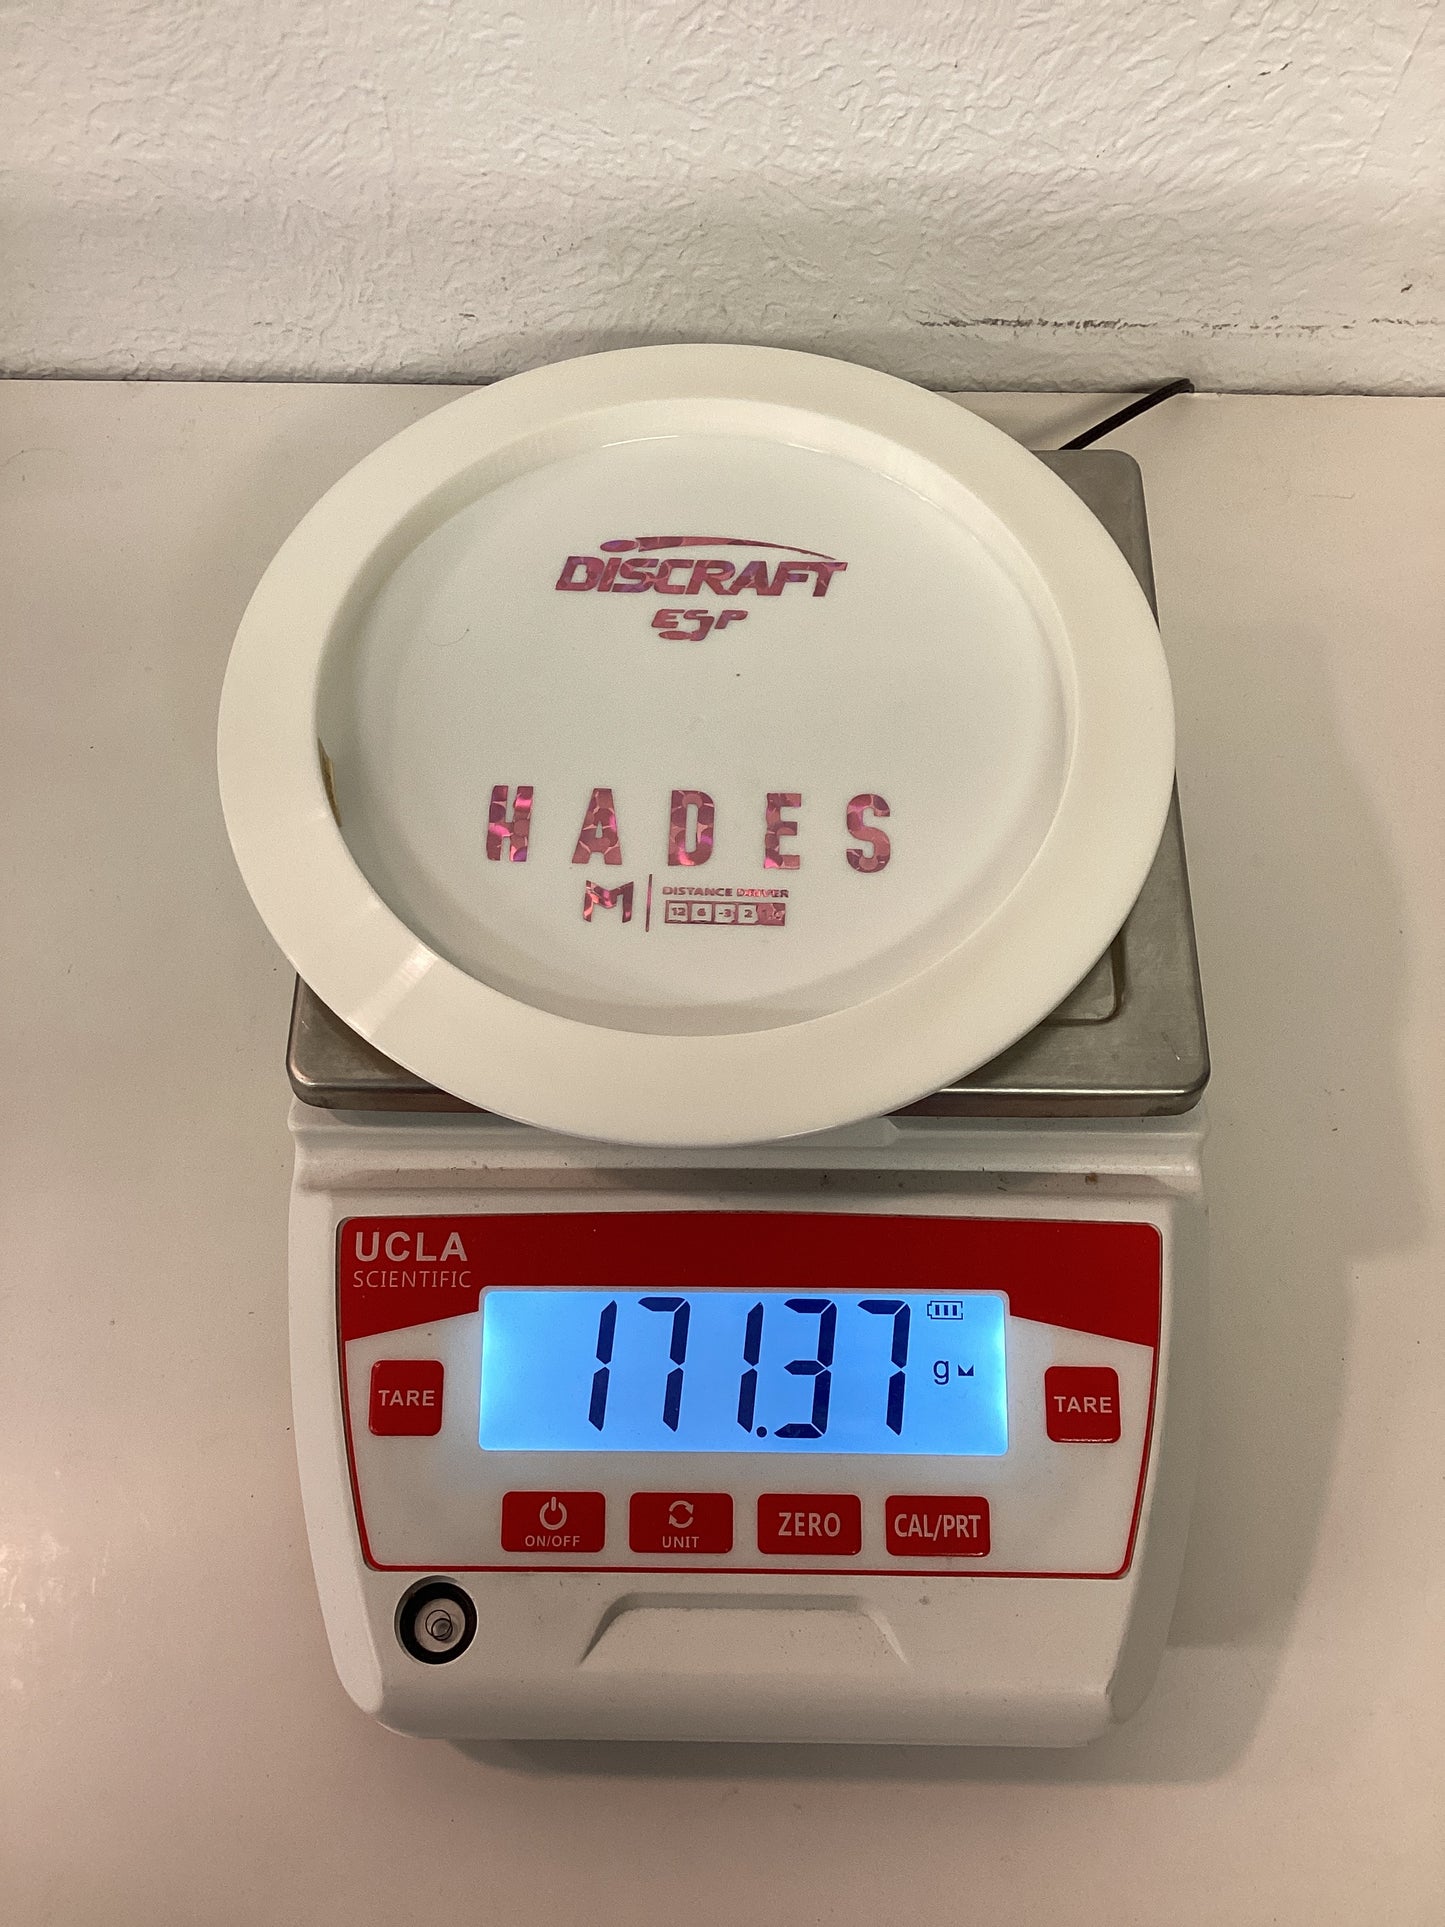 DISCRAFT
ESP
HADES
M DISTANCE DRIVER
12 6 -3 2
UCLA
SCIENTIFIC
171.37 g
TARE
TARE
ON/OFF UNIT ZERO CAL/PRT